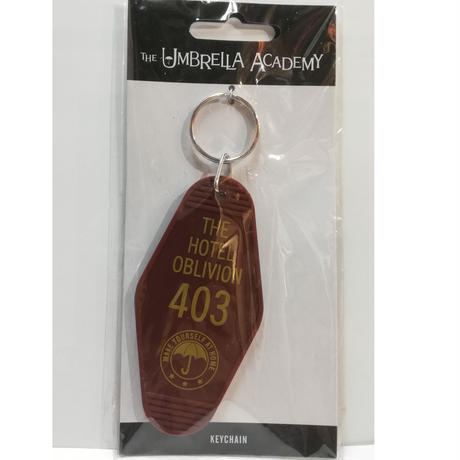 THE UMBRELLA ACADEMY
THE
HOTEL
OBLIVION
403
MAKE YOURSELF AT HOME
KEYCHAIN